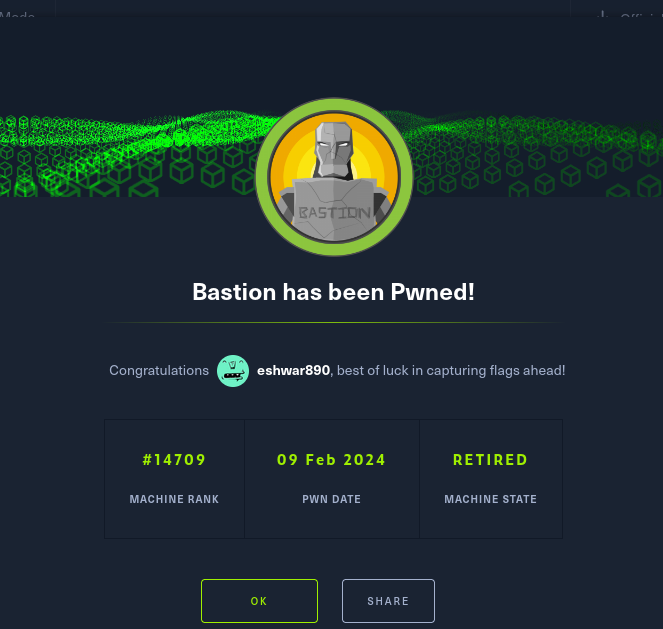 BASTION
Bastion has been Pwned!
Congratulations eshwar890, best of luck in capturing flags ahead!
#14709 09 Feb 2024 RETIRED
MACHINE RANK PWN DATE MACHINE STATE
OK SHARE